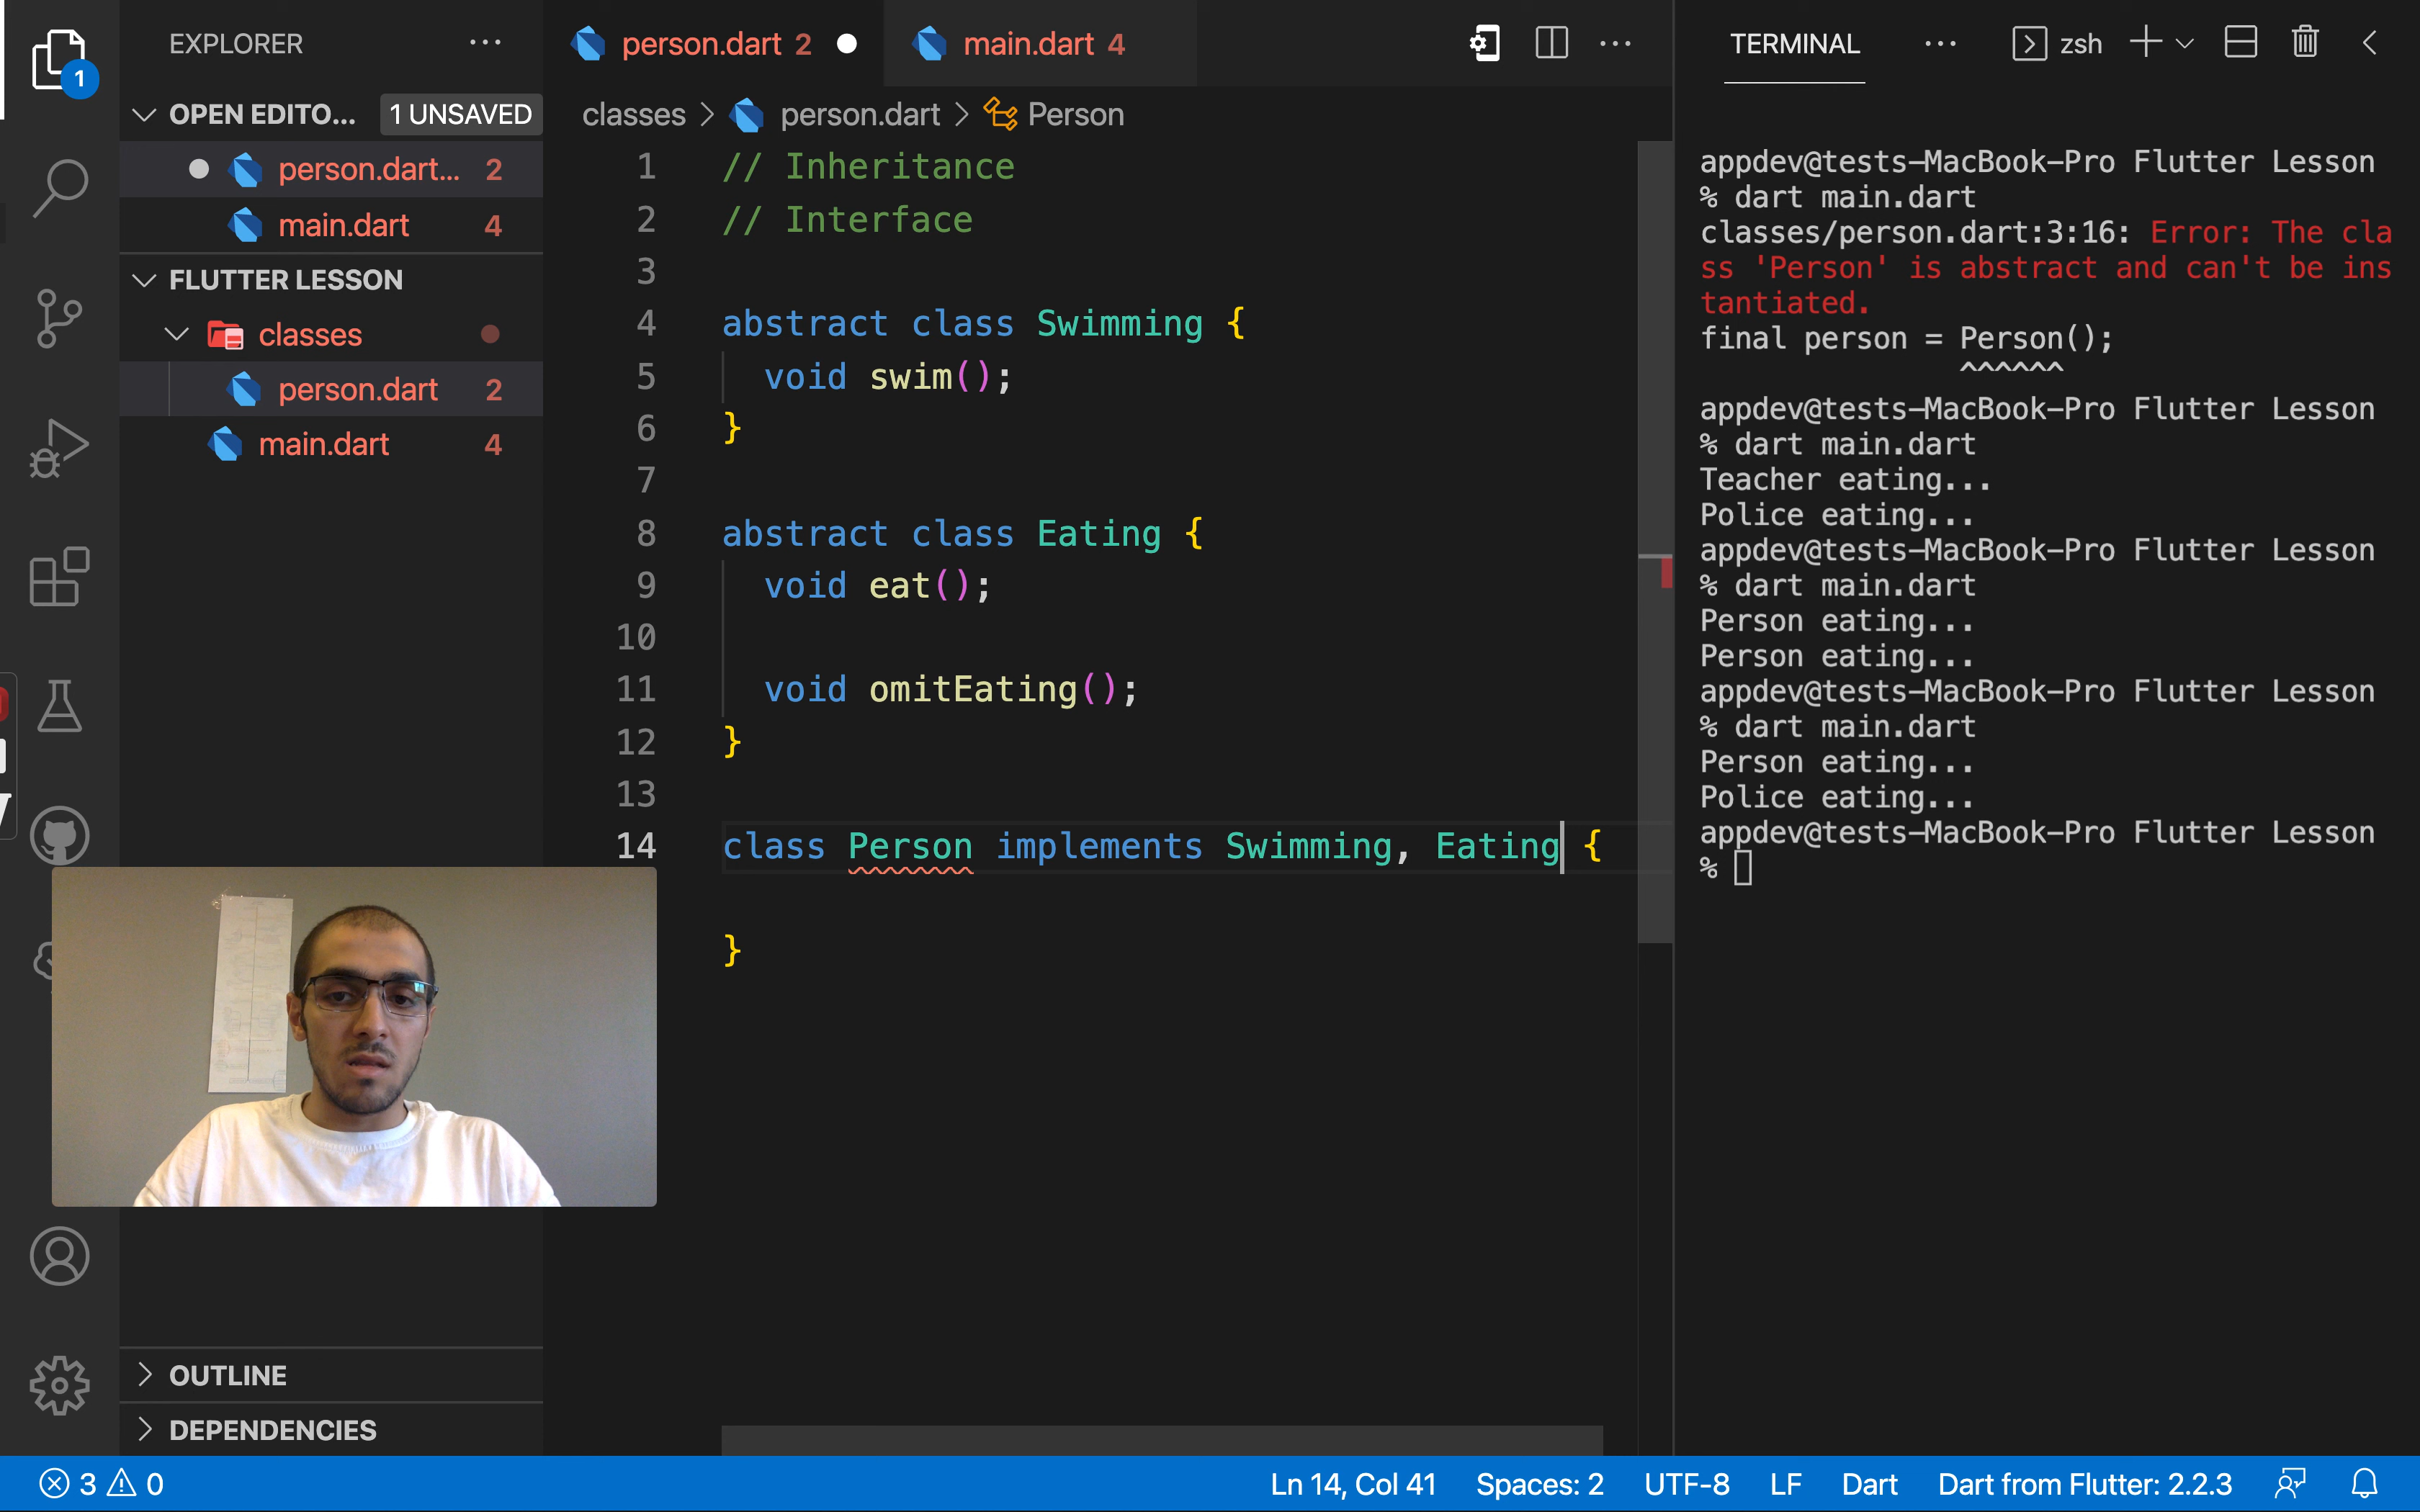 EXPLORER
OPEN EDITO... 1 UNSAVED
person.dart... 2
main.dart 4
FLUTTER LESSON
classes
person.dart 2
main.dart 4
OUTLINE
DEPENDENCIES
1
person.dart 2
main.dart 4
classes > person.dart > Person
1 // Inheritance
2 // Interface
3
4 abstract class Swimming {
5 void swim();
6 }
7
8 abstract class Eating {
9 void eat();
10
11 void omitEating();
12 }
13
14 class Person implements Swimming, Eating {
}
TERMINAL
zsh
appdev@tests-MacBook-Pro Flutter Lesson
% dart main.dart
classes/person.dart:3:16: Error: The cla
ss 'Person' is abstract and can't be ins
tantiated.
final person = Person();
^^^^^^
appdev@tests-MacBook-Pro Flutter Lesson
% dart main.dart
Teacher eating...
Police eating...
appdev@tests-MacBook-Pro Flutter Lesson
% dart main.dart
Person eating...
Person eating...
appdev@tests-MacBook-Pro Flutter Lesson
% dart main.dart
Person eating...
Police eating...
appdev@tests-MacBook-Pro Flutter Lesson
%
3 0
Ln 14, Col 41 Spaces: 2 UTF-8 LF Dart Dart from Flutter: 2.2.3